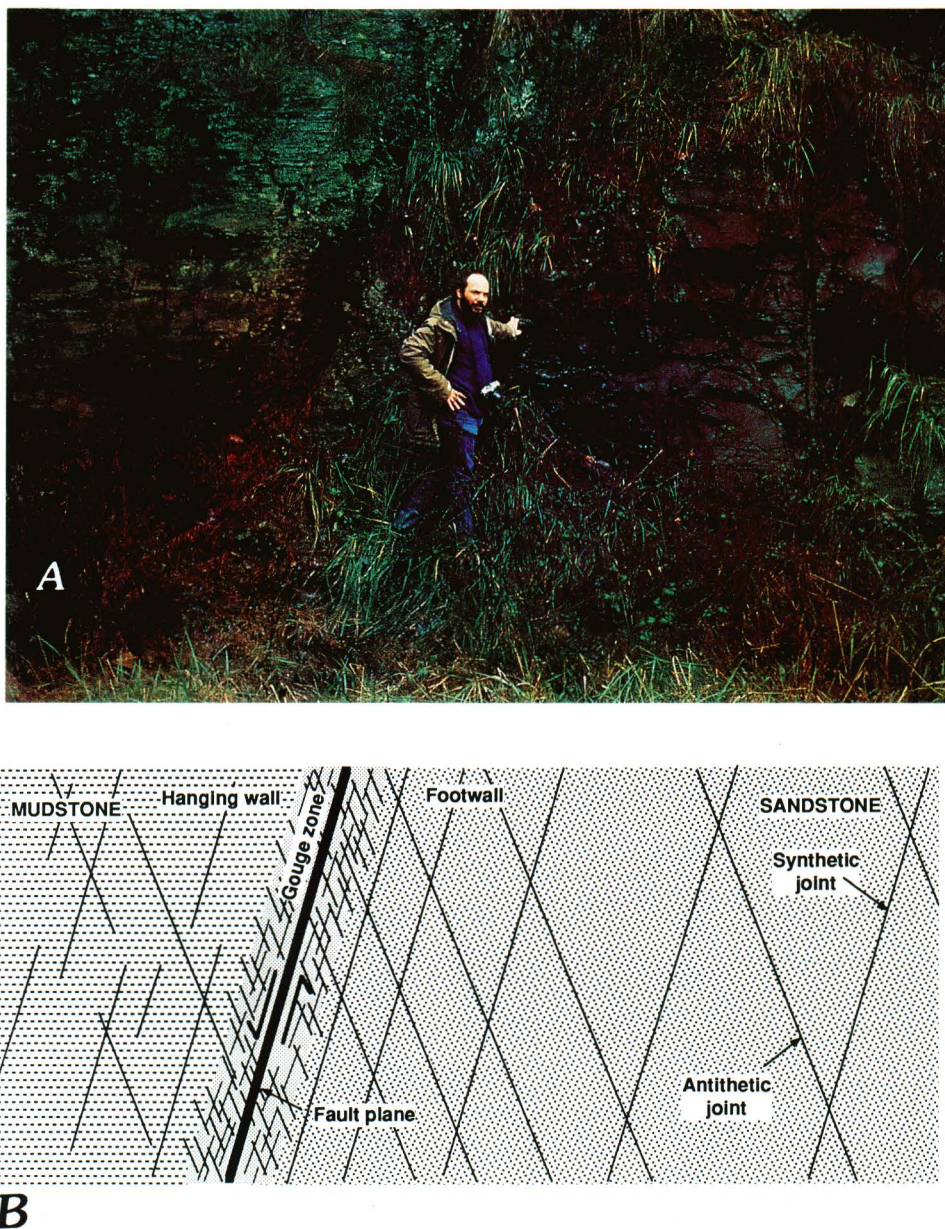 A
MUDSTONE
Hanging wall
Gouge zone
Footwall
SANDSTONE
Synthetic
joint
Antithetic
joint
Fault plane
B